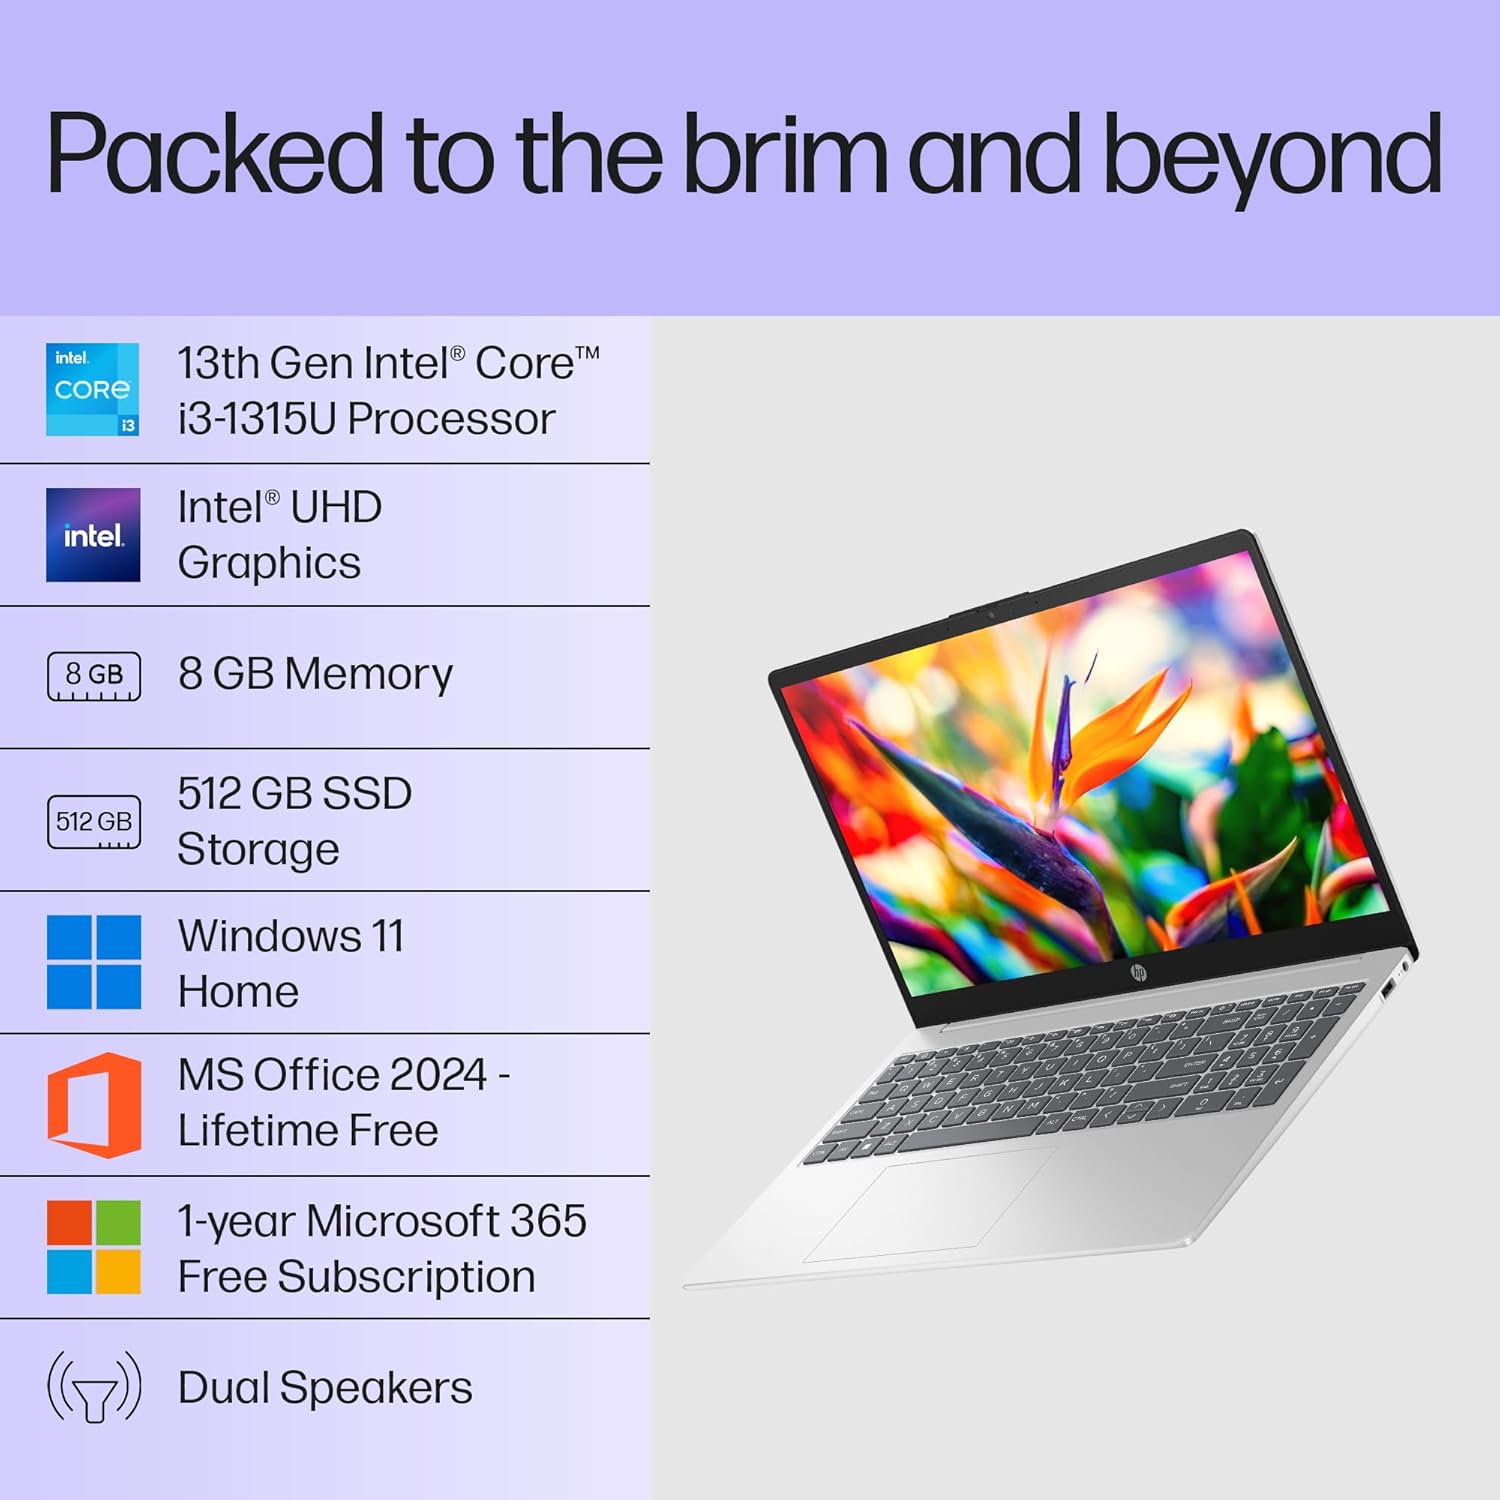 Packed to the brim and beyond
intel.
CORE
i3
13th Gen Intel® Core™
i3-1315U Processor
intel.
Intel® UHD
Graphics
8 GB
8 GB Memory
512 GB
512 GB SSD
Storage
Windows 11
Home
MS Office 2024 -
Lifetime Free
1-year Microsoft 365
Free Subscription
Dual Speakers
hp